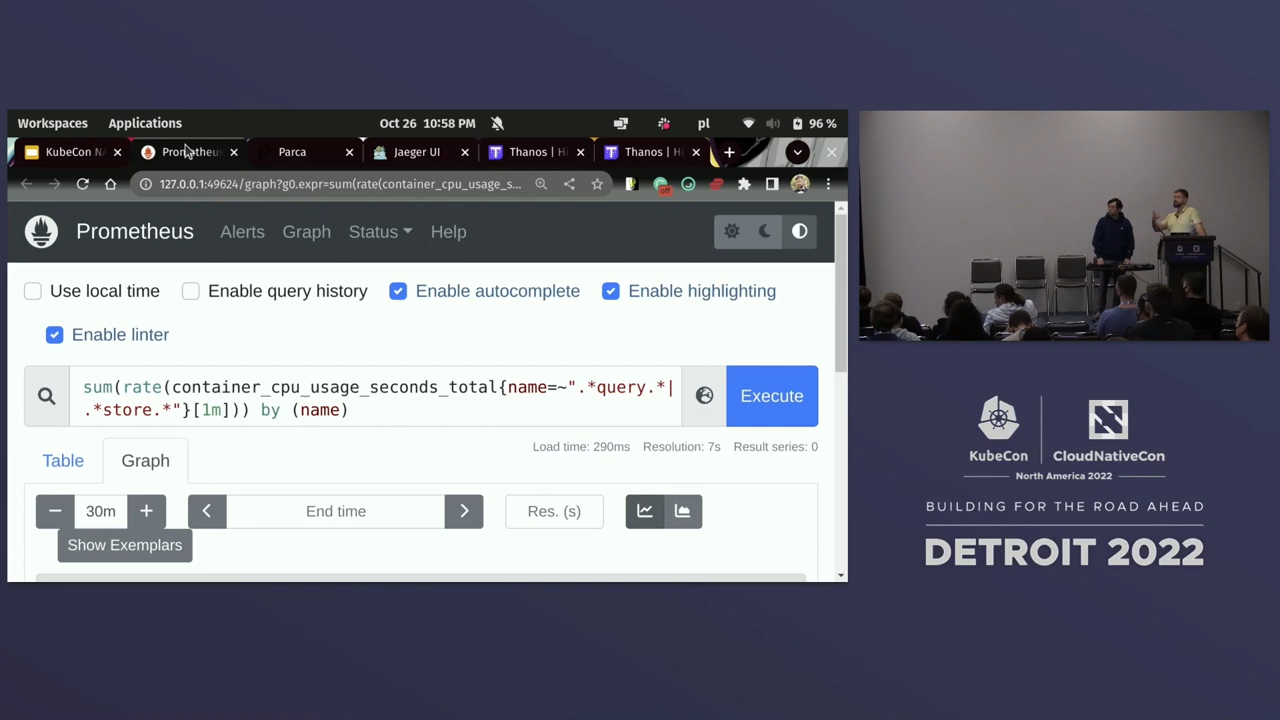 Workspaces Applications Oct 26 10:58 PM pl 96 %
KubeCon NA Prometheus Parca Jaeger UI Thanos | Hi Thanos | Hi
127.0.0.1:49624/graph?g0.expr=sum(rate(container_cpu_usage_s...
off
Prometheus Alerts Graph Status Help
Use local time Enable query history Enable autocomplete Enable highlighting
Enable linter
sum(rate(container_cpu_usage_seconds_total{name=~".*query.*|
.*store.*"}[1m])) by (name)
Execute
Load time: 290ms Resolution: 7s Result series: 0
Table Graph
30m End time Res. (s)
Show Exemplars
KubeCon CloudNativeCon
North America 2022
BUILDING FOR THE ROAD AHEAD
DETROIT 2022